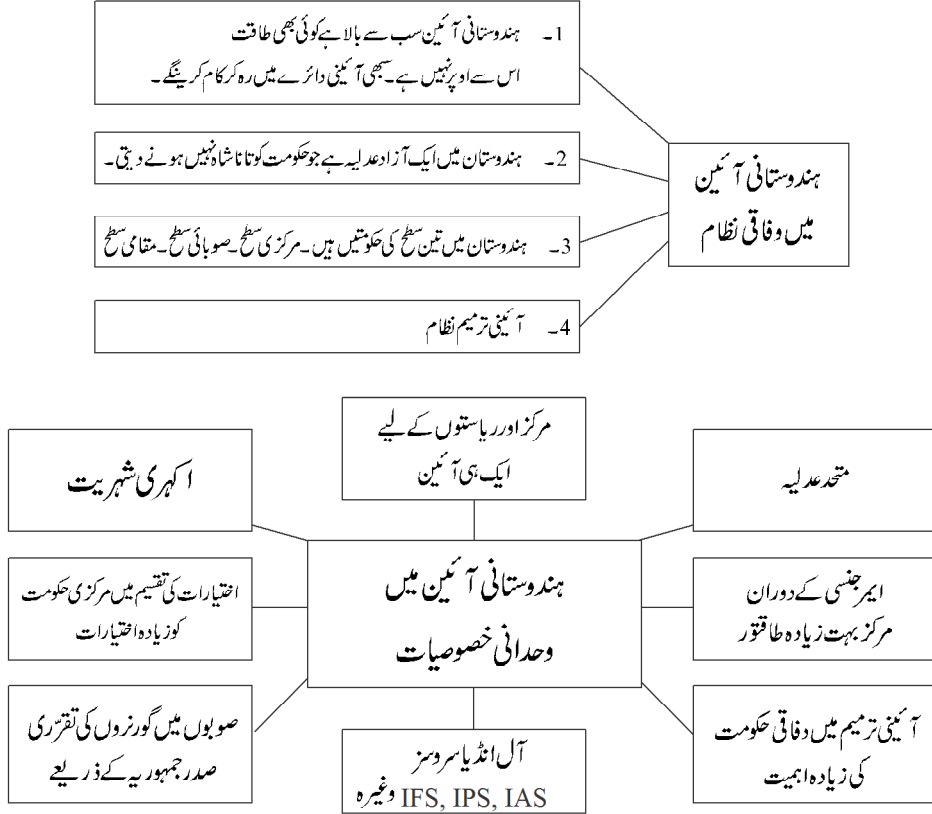 1۔ ہندوستانی آئین سب سے بالا ہے کوئی بھی طاقت
اس سے اوپر نہیں ہے۔ سبھی آئینی دائرے میں رہ کر کام کرینگے۔
ہندوستانی آئین
میں وفاقی نظام
2۔ ہندوستان میں ایک آزاد عدلیہ ہے جو حکومت کو تاناشاہ نہیں ہونے دیتی۔
3۔ ہندوستان میں تین سطح کی حکومتیں ہیں۔ مرکزی سطح۔ صوبائی سطح۔ مقامی سطح
4۔ آئینی ترمیم نظام
مرکز اور ریاستوں کے لیے
ایک ہی آئین
متحد عدلیہ
اکہری شہریت
ہندوستانی آئین میں
وحدانی خصوصیات
ایمرجنسی کے دوران
مرکز بہت زیادہ طاقتور
اختیارات کی تقسیم میں مرکزی حکومت
کو زیادہ اختیارات
آئینی ترمیم میں وفاقی حکومت
کی زیادہ اہمیت
صوبوں میں گورنروں کی تقرّری
صدر جمہوریہ کے ذریعے
آل انڈیا سروسز
IFS, IPS, IAS وغیرہ